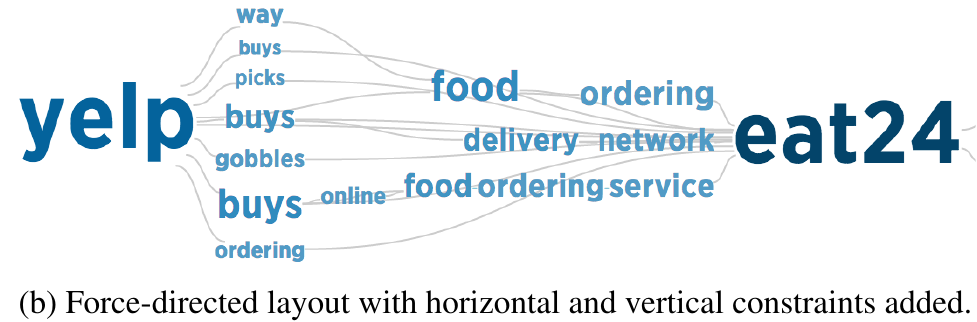 way
buys
picks
food
ordering
yelp
buys
eat24
delivery network
gobbles
buys online food ordering service
ordering
(b) Force-directed layout with horizontal and vertical constraints added.